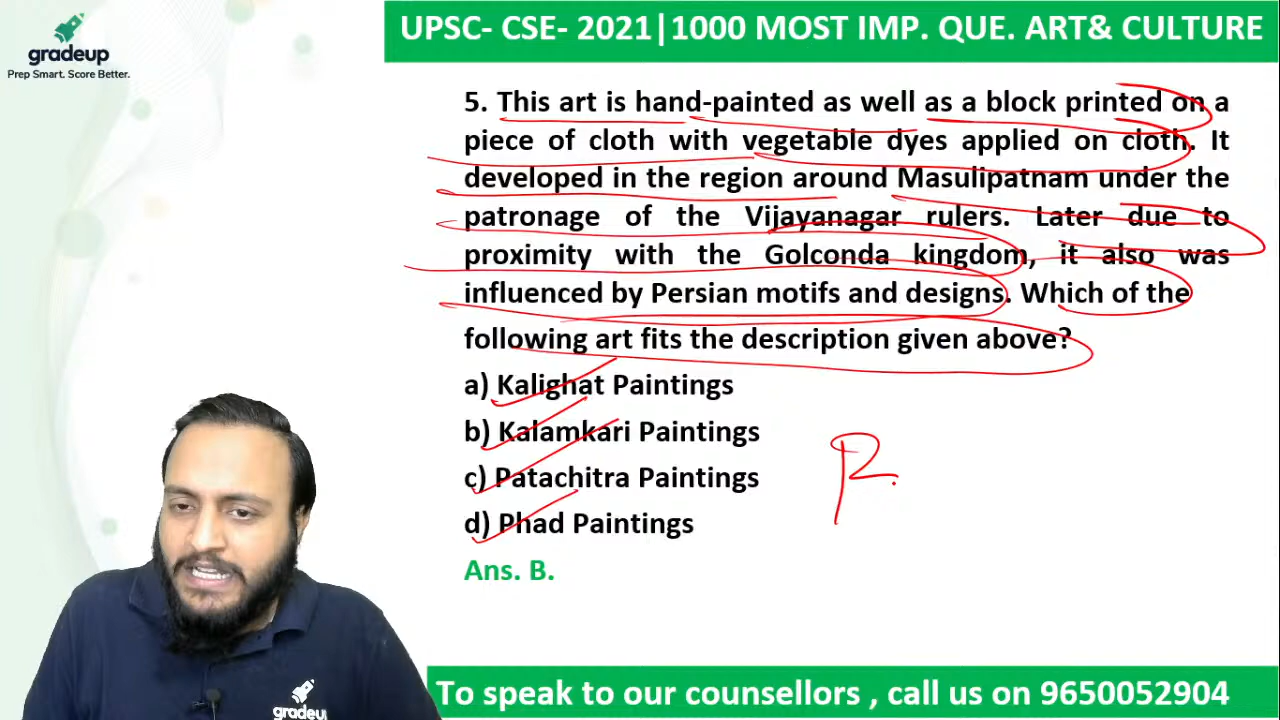 gradeup
Prep Smart. Score Better.
UPSC- CSE- 2021|1000 MOST IMP. QUE. ART& CULTURE
5. This art is hand-painted as well as a block printed on a
piece of cloth with vegetable dyes applied on cloth. It
developed in the region around Masulipatnam under the
patronage of the Vijayanagar rulers. Later due to
proximity with the Golconda kingdom, it also was
influenced by Persian motifs and designs. Which of the
following art fits the description given above?
a) Kalighat Paintings
b) Kalamkari Paintings
c) Patachitra Paintings
d) Phad Paintings
Ans. B.
gradeup
To speak to our counsellors , call us on 9650052904